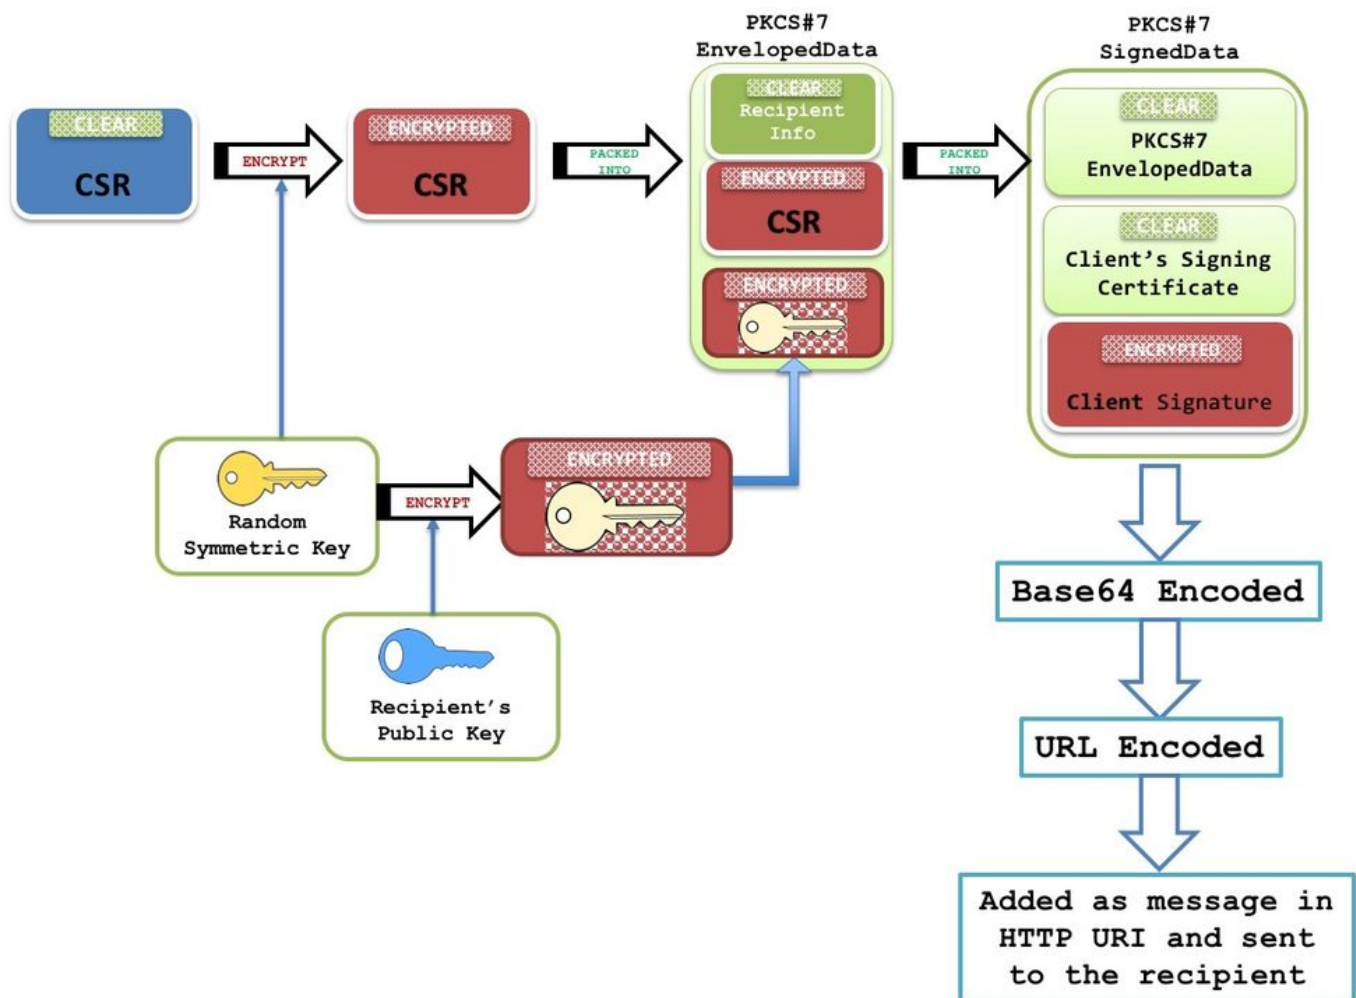 PKCS#7
EnvelopedData
PKCS#7
SignedData
CLEAR
CSR
ENCRYPT
ENCRYPTED
CSR
PACKED
INTO
CLEAR
Recipient
Info
ENCRYPTED
CSR
ENCRYPTED
PACKED
INTO
CLEAR
PKCS#7
EnvelopedData
CLEAR
Client’s Signing
Certificate
ENCRYPTED
Client Signature
Random
Symmetric Key
ENCRYPT
ENCRYPTED
Recipient’s
Public Key
Base64 Encoded
URL Encoded
Added as message in
HTTP URI and sent
to the recipient